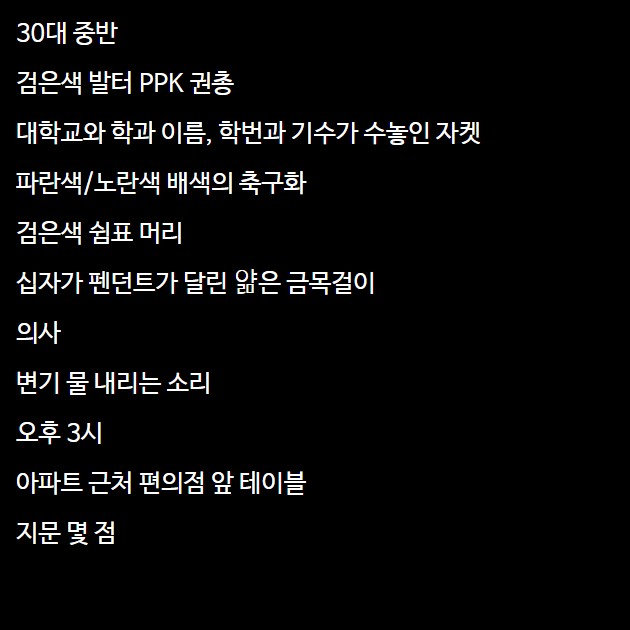 30대 중반
검은색 발터 PPK 권총
대학교와 학과 이름, 학번과 기수가 수놓인 자켓
파란색/노란색 배색의 축구화
검은색 쉼표 머리
십자가 펜던트가 달린 얇은 금목걸이
의사
변기 물 내리는 소리
오후 3시
아파트 근처 편의점 앞 테이블
지문 몇 점